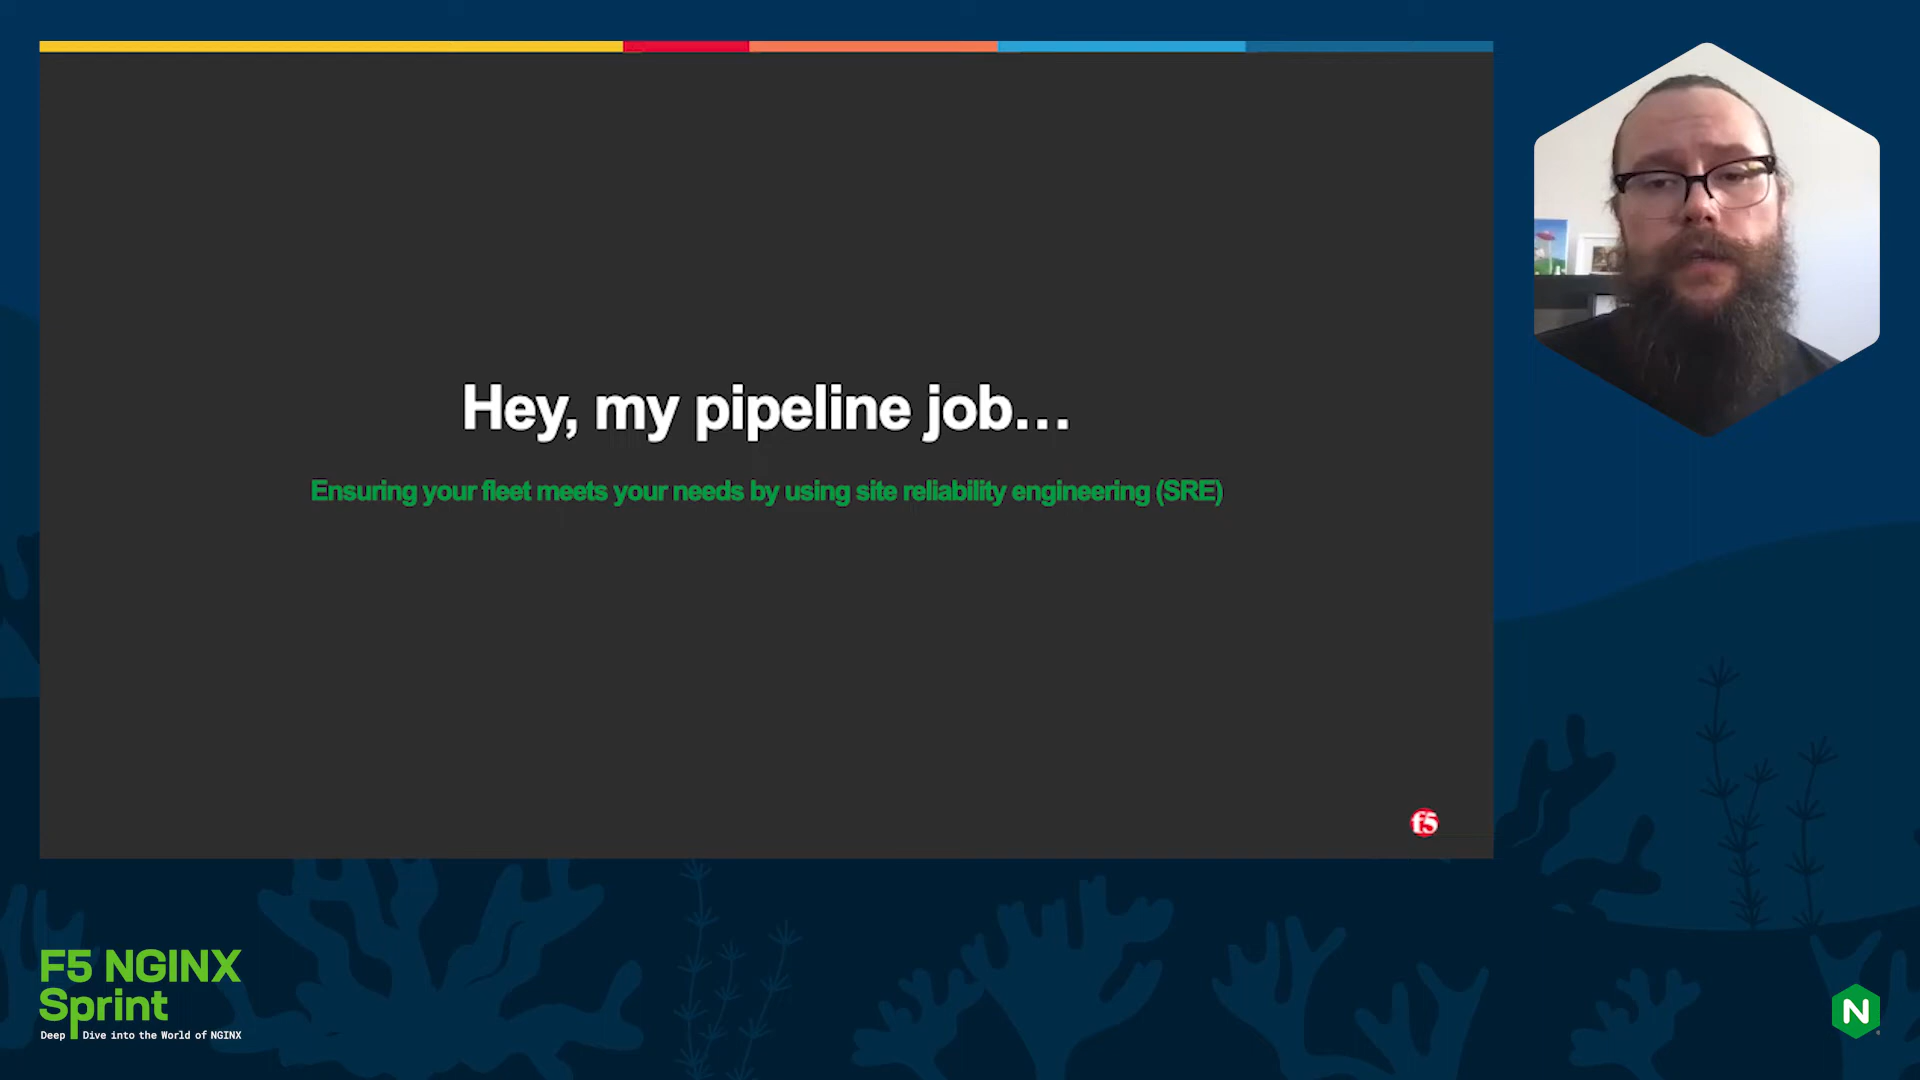 Hey, my pipeline job…
Ensuring your fleet meets your needs by using site reliability engineering (SRE)
f5
F5 NGINX
Sprint
Deep Dive into the World of NGINX
N